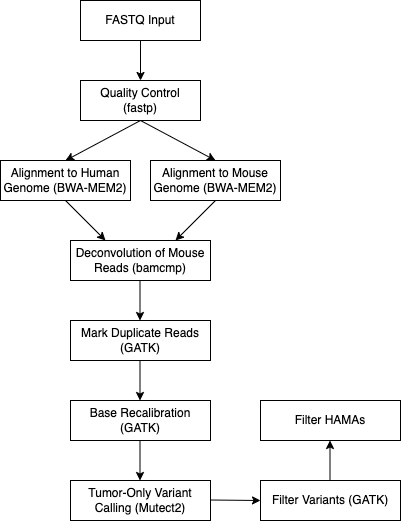 FASTQ Input
Quality Control
(fastp)
Alignment to Human
Genome (BWA-MEM2)
Alignment to Mouse
Genome (BWA-MEM2)
Deconvolution of Mouse
Reads (bamcmp)
Mark Duplicate Reads
(GATK)
Base Recalibration
(GATK)
Filter HAMAs
Tumor-Only Variant
Calling (Mutect2)
Filter Variants (GATK)